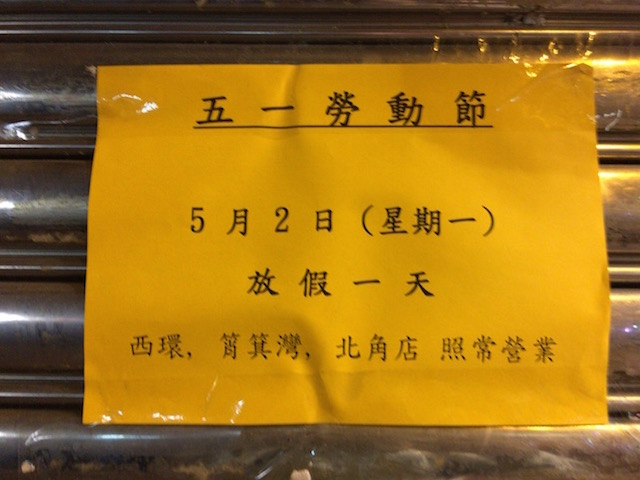 五一勞動節
5月2日(星期一)
放假一天
西環, 筲箕灣, 北角店 照常營業